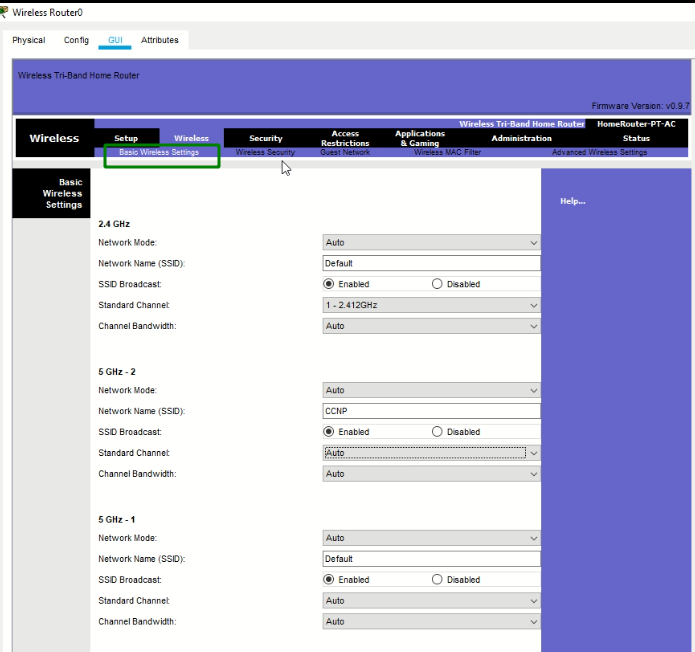 Wireless Router0
Physical Config GUI Attributes
Wireless Tri-Band Home Router
Firmware Version: v0.9.7
Wireless Tri-Band Home Router HomeRouter-PT-AC
Wireless Setup Wireless Security Access Restrictions Applications & Gaming Administration Status
Basic Wireless Settings Wireless Security Guest Network Wireless MAC Filter Advanced Wireless Settings
Basic
Wireless
Settings
Help...
2.4 GHz
Network Mode: Auto
Network Name (SSID): Default
SSID Broadcast: Enabled Disabled
Standard Channel: 1 - 2.412GHz
Channel Bandwidth: Auto
5 GHz - 2
Network Mode: Auto
Network Name (SSID): CCNP
SSID Broadcast: Enabled Disabled
Standard Channel: Auto
Channel Bandwidth: Auto
5 GHz - 1
Network Mode: Auto
Network Name (SSID): Default
SSID Broadcast: Enabled Disabled
Standard Channel: Auto
Channel Bandwidth: Auto